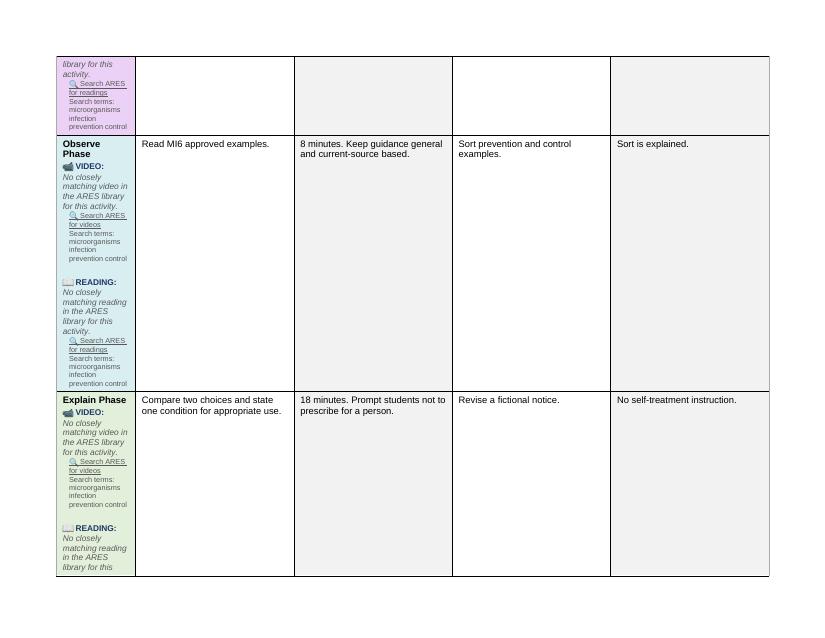 library for this
activity.
🔍 Search ARES
for readings
Search terms:
microorganisms
infection
prevention control
Observe
Phase
📹 VIDEO:
No closely
matching video in
the ARES library
for this activity.
🔍 Search ARES
for videos
Search terms:
microorganisms
infection
prevention control
📖 READING:
No closely
matching reading
in the ARES
library for this
activity.
🔍 Search ARES
for readings
Search terms:
microorganisms
infection
prevention control
Read MI6 approved examples.
8 minutes. Keep guidance general
and current-source based.
Sort prevention and control
examples.
Sort is explained.
Explain Phase
📹 VIDEO:
No closely
matching video in
the ARES library
for this activity.
🔍 Search ARES
for videos
Search terms:
microorganisms
infection
prevention control
📖 READING:
No closely
matching reading
in the ARES
library for this
Compare two choices and state
one condition for appropriate use.
18 minutes. Prompt students not to
prescribe for a person.
Revise a fictional notice.
No self-treatment instruction.